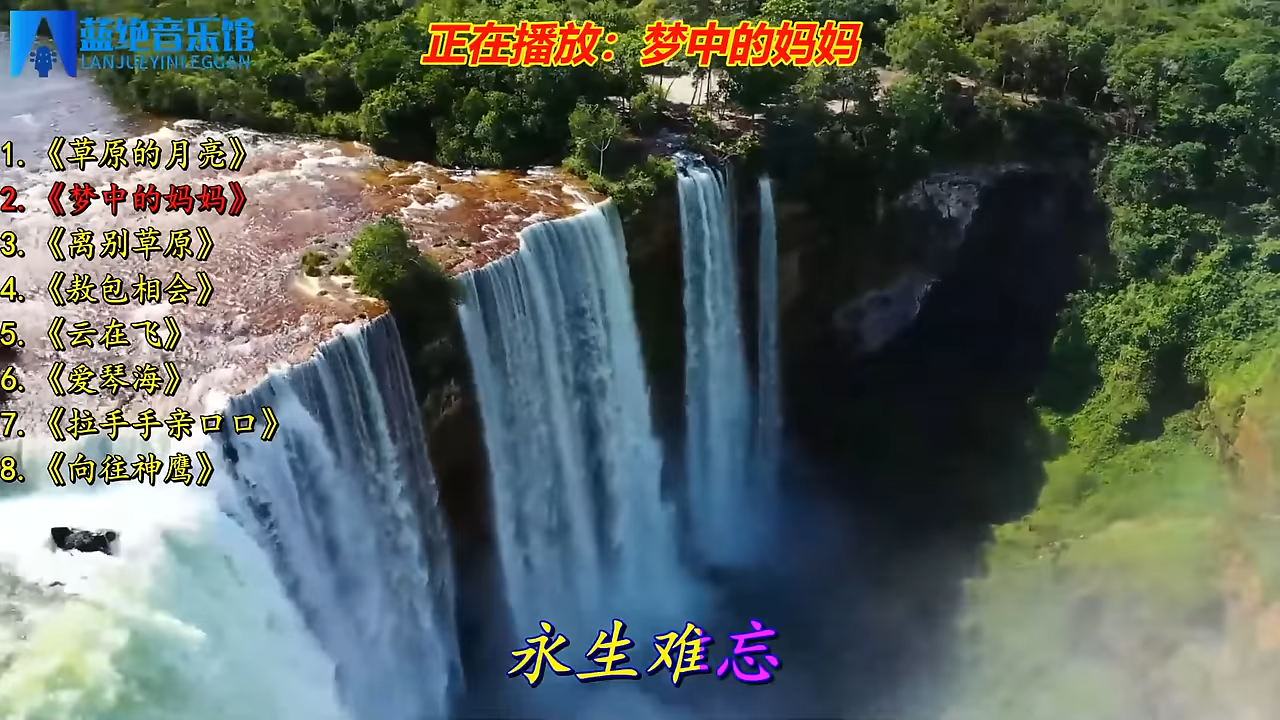 蓝绝音乐馆
LANJUEYINLEGUAN
正在播放：梦中的妈妈
1. 《草原的月亮》
2. 《梦中的妈妈》
3. 《离别草原》
4. 《敖包相会》
5. 《云在飞》
6. 《爱琴海》
7. 《拉手手亲口口》
8. 《向往神鹰》
永生难忘